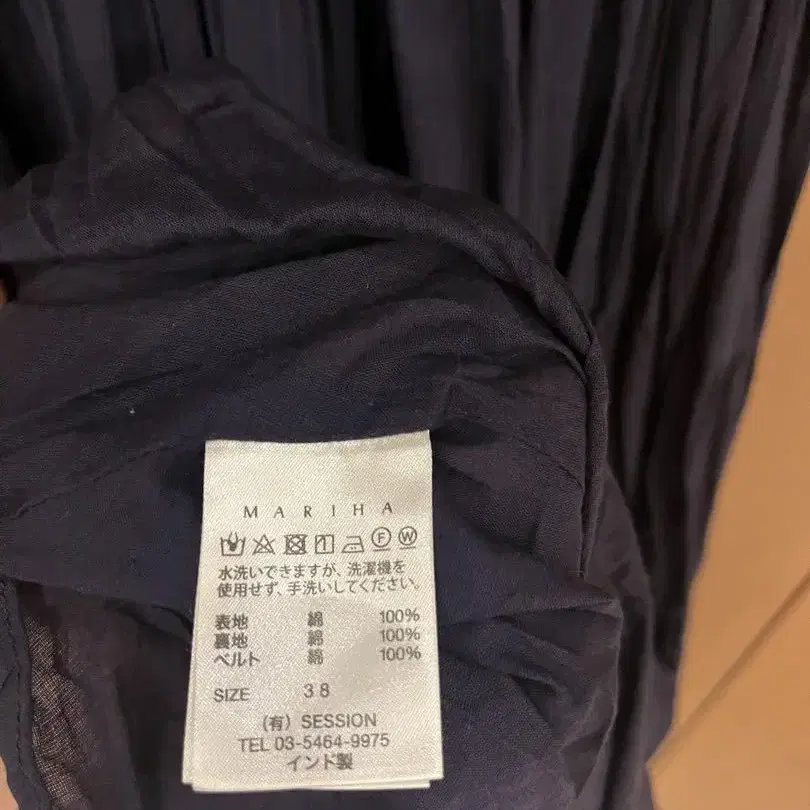 MARIHA
F W
水洗いできますが、洗濯機を
使用せず、手洗いしてください。
表地 綿 100%
裏地 綿 100%
ベルト 綿 100%
SIZE 38
(有) SESSION
TEL 03-5464-9975
インド製